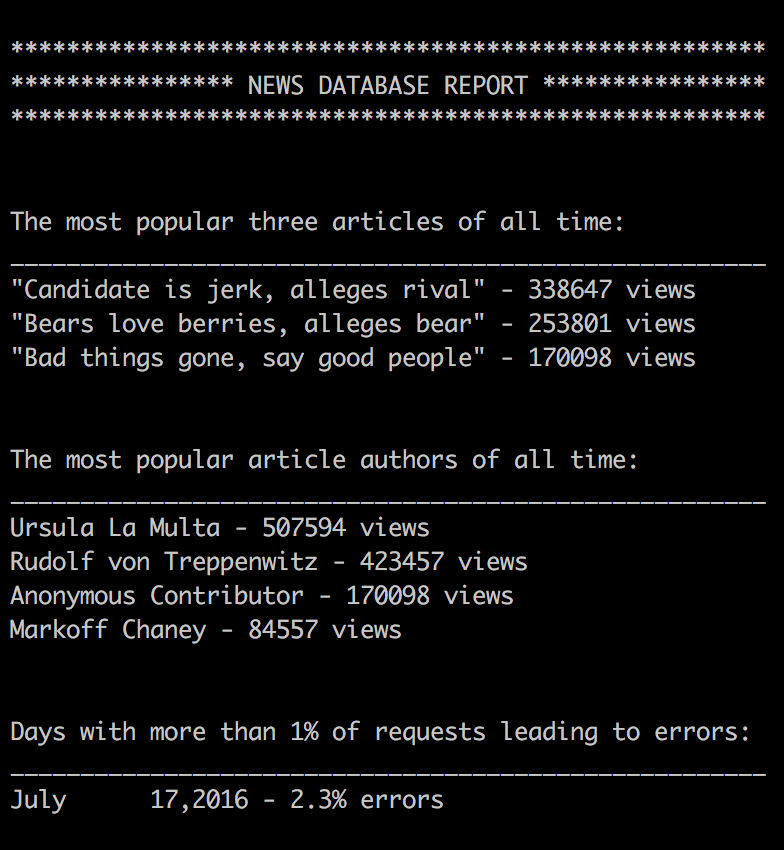 ******************************************************
**************** NEWS DATABASE REPORT ****************
******************************************************
The most popular three articles of all time:
______________________________________________________
"Candidate is jerk, alleges rival" - 338647 views
"Bears love berries, alleges bear" - 253801 views
"Bad things gone, say good people" - 170098 views
The most popular article authors of all time:
______________________________________________________
Ursula La Multa - 507594 views
Rudolf von Treppenwitz - 423457 views
Anonymous Contributor - 170098 views
Markoff Chaney - 84557 views
Days with more than 1% of requests leading to errors:
______________________________________________________
July      17,2016 - 2.3% errors